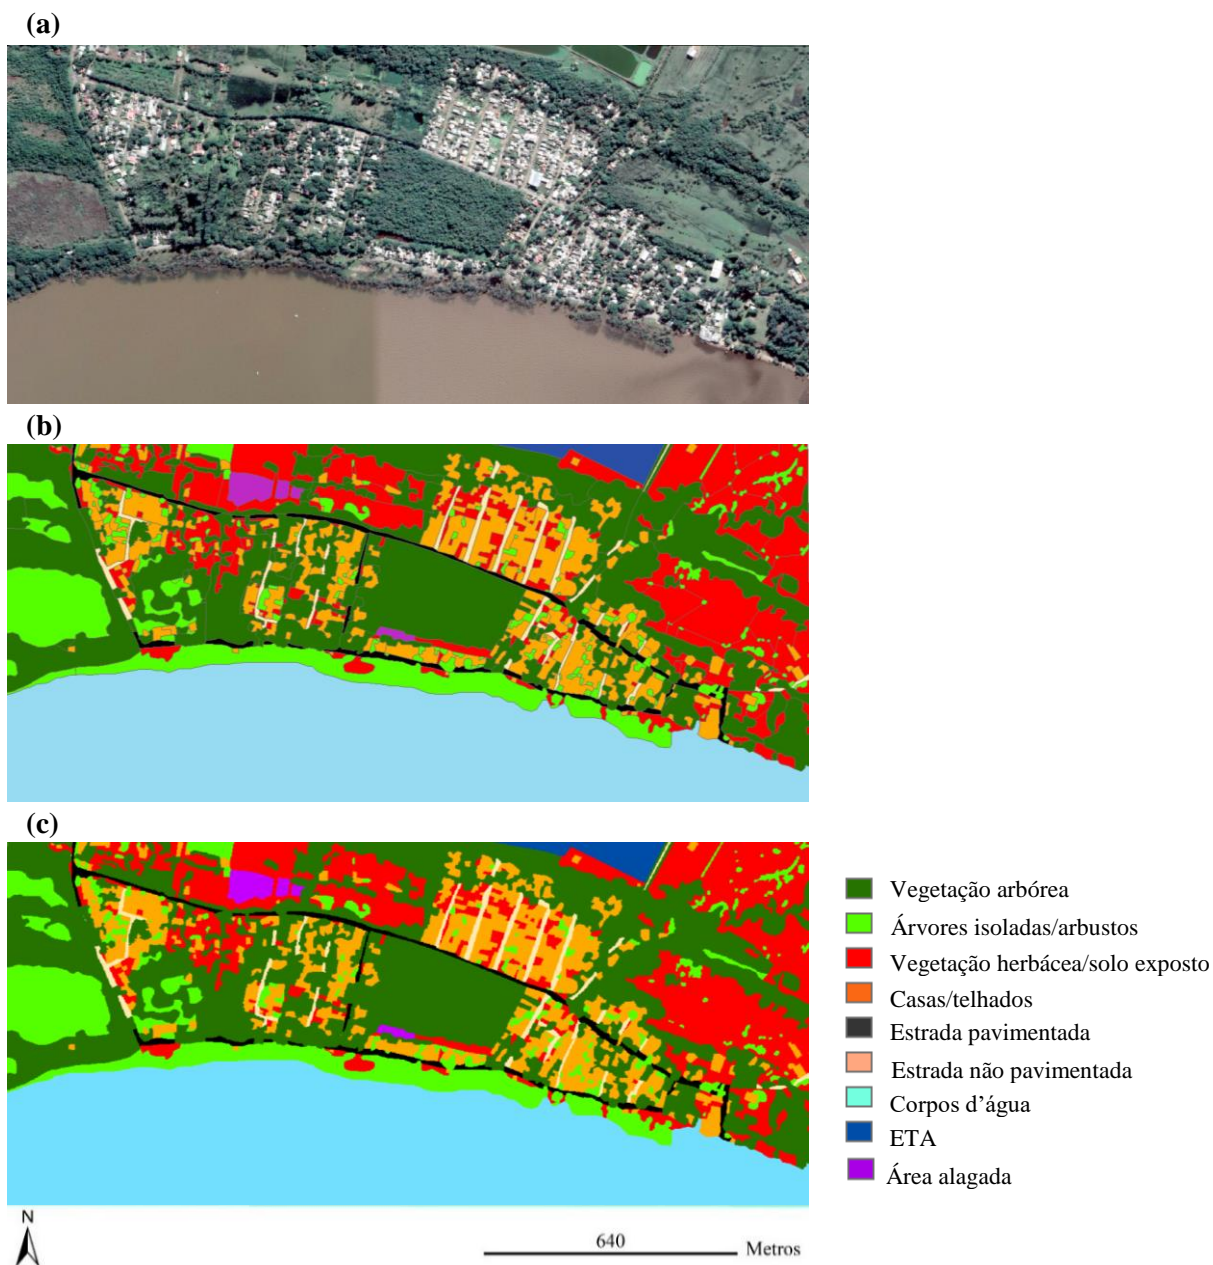 (a)
(b)
(c)
Vegetação arbórea
Árvores isoladas/arbustos
Vegetação herbácea/solo exposto
Casas/telhados
Estrada pavimentada
Estrada não pavimentada
Corpos d’água
ETA
Área alagada
N
640
Metros